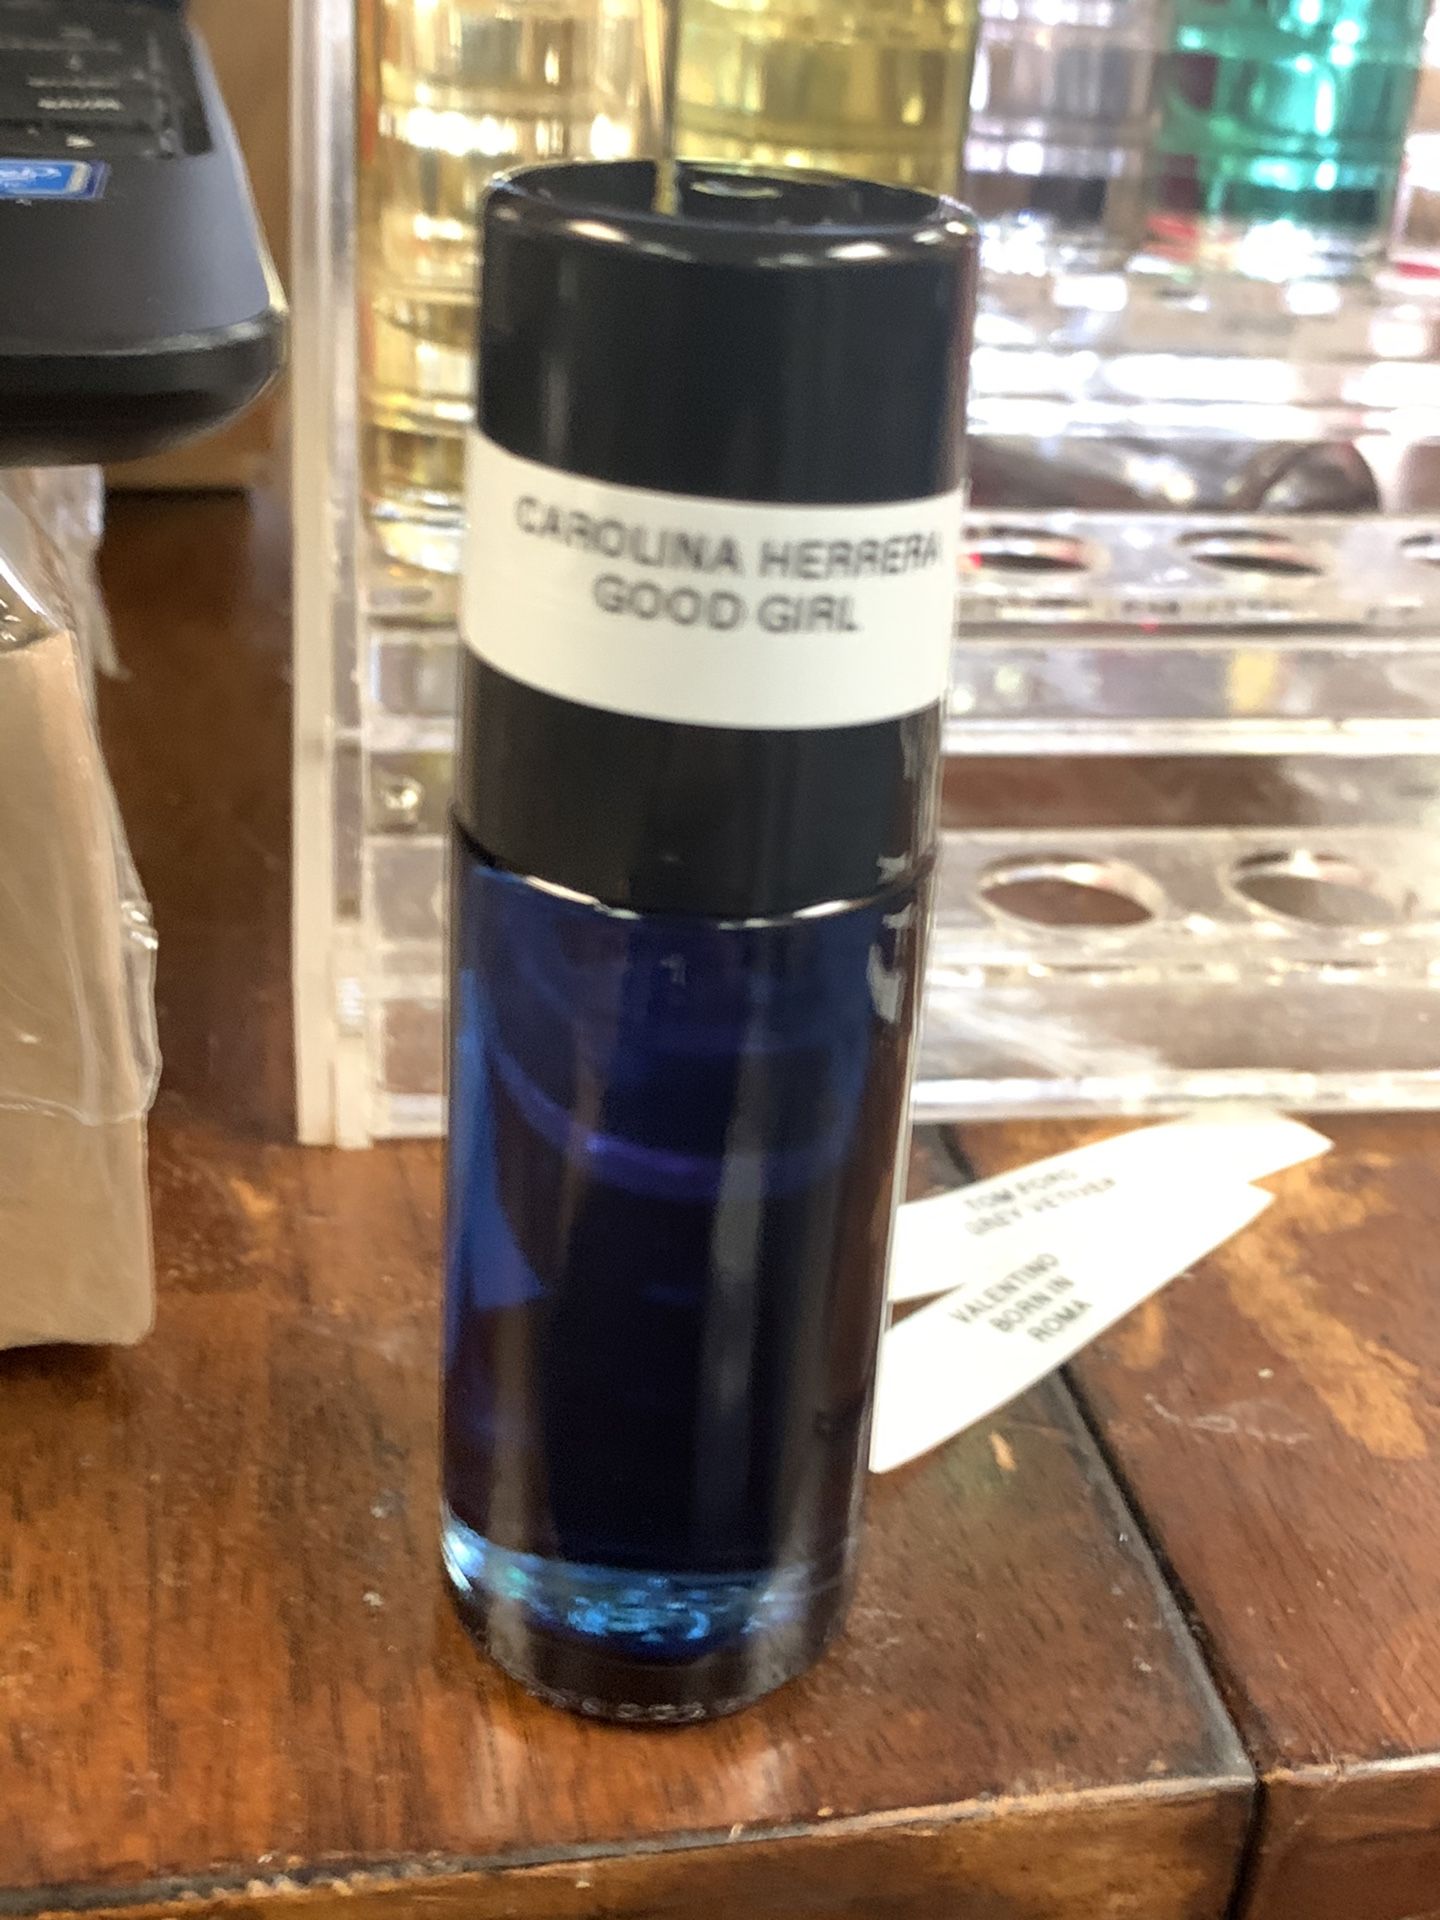 CAROLINA HERRERA
GOOD GIRL
TOM FORD
GREY VETIVER
VALENTINO
BORN IN
ROMA